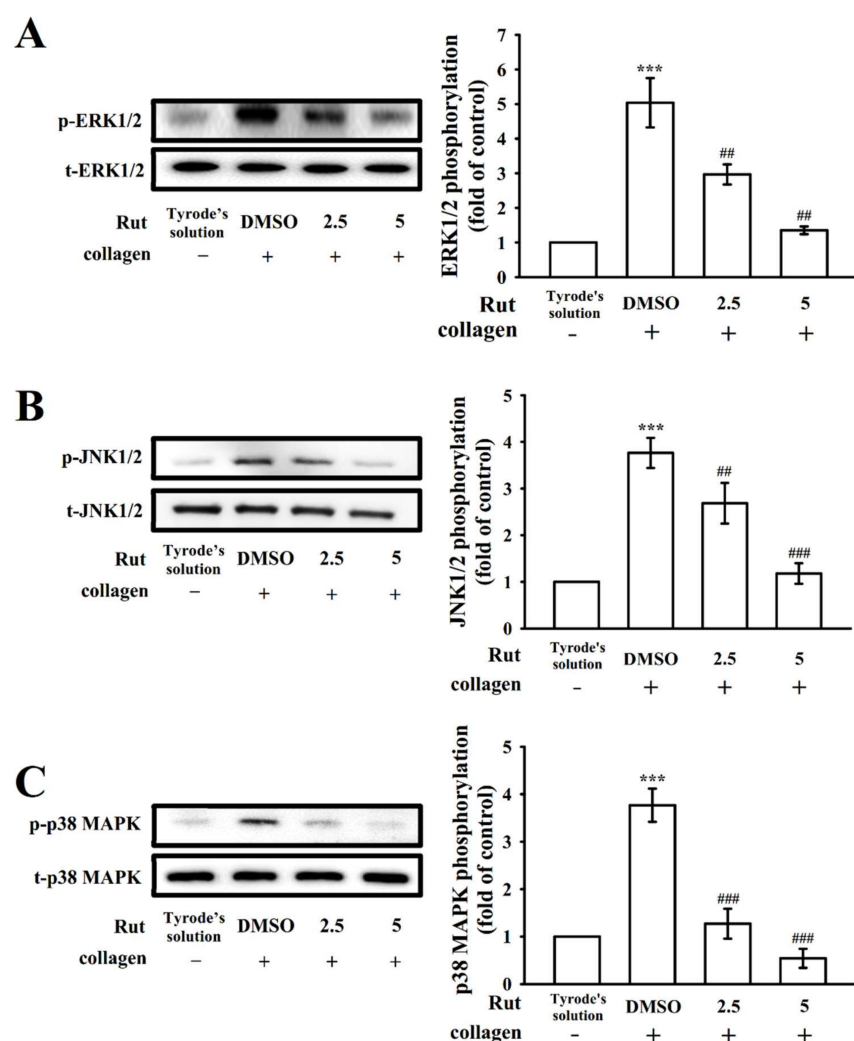 A
p-ERK1/2
t-ERK1/2
Rut Tyrode's solution DMSO 2.5 5
collagen – + + +
ERK1/2 phosphorylation
(fold of control)
7
6
5
4
3
2
1
0
***
##
##
Rut Tyrode's solution DMSO 2.5 5
collagen - + + +
B
p-JNK1/2
t-JNK1/2
Rut Tyrode's solution DMSO 2.5 5
collagen – + + +
JNK1/2 phosphorylation
(fold of control)
5
4
3
2
1
0
***
##
###
Rut Tyrode's solution DMSO 2.5 5
collagen - + + +
C
p-p38 MAPK
t-p38 MAPK
Rut Tyrode's solution DMSO 2.5 5
collagen – + + +
p38 MAPK phosphorylation
(fold of control)
5
4
3
2
1
0
***
###
###
Rut Tyrode's solution DMSO 2.5 5
collagen - + + +